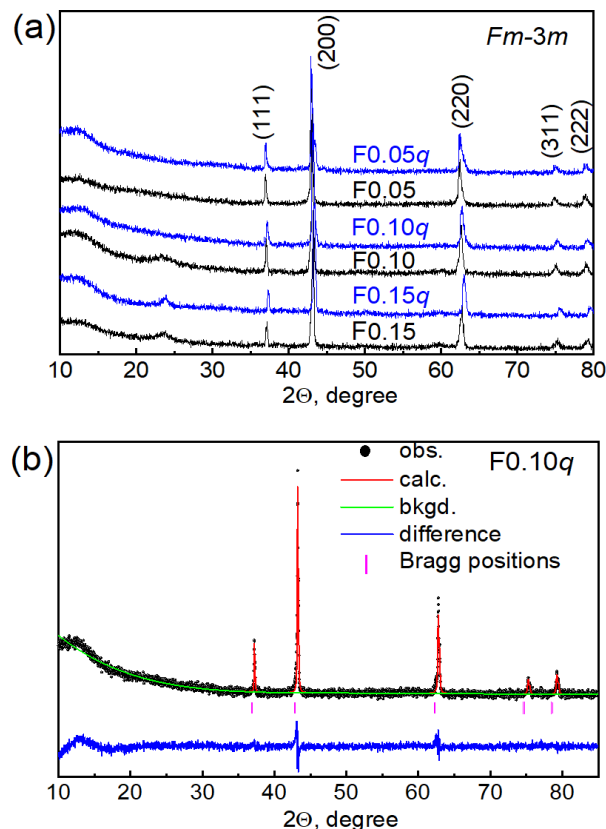 (a)
Fm-3m
(111)
(200)
(220)
(311)
(222)
F0.05q
F0.05
F0.10q
F0.10
F0.15q
F0.15
10 20 30 40 50 60 70 80
2Θ, degree
(b)
F0.10q
obs.
calc.
bkgd.
difference
Bragg positions
10 20 30 40 50 60 70 80
2Θ, degree